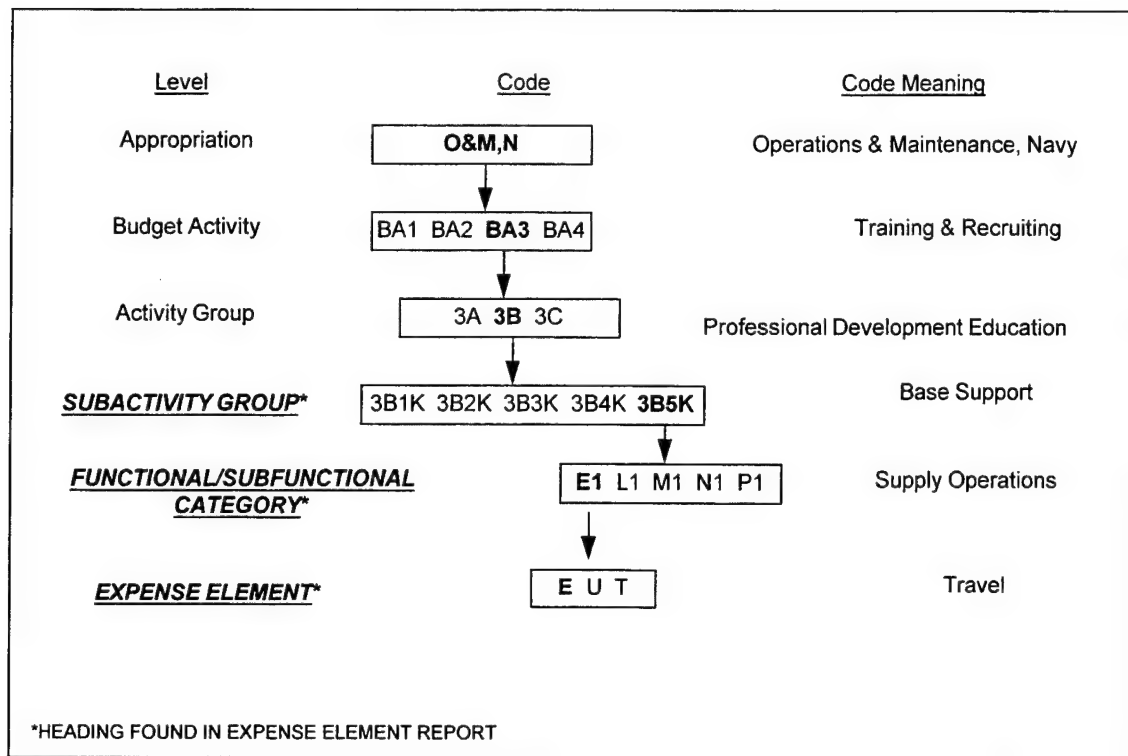 Level Code Code Meaning
Appropriation O&M,N Operations & Maintenance, Navy
Budget Activity BA1 BA2 BA3 BA4 Training & Recruiting
Activity Group 3A 3B 3C Professional Development Education
SUBACTIVITY GROUP* 3B1K 3B2K 3B3K 3B4K 3B5K Base Support
FUNCTIONAL/SUBFUNCTIONAL E1 L1 M1 N1 P1 Supply Operations
CATEGORY*
EXPENSE ELEMENT* E U T Travel
*HEADING FOUND IN EXPENSE ELEMENT REPORT